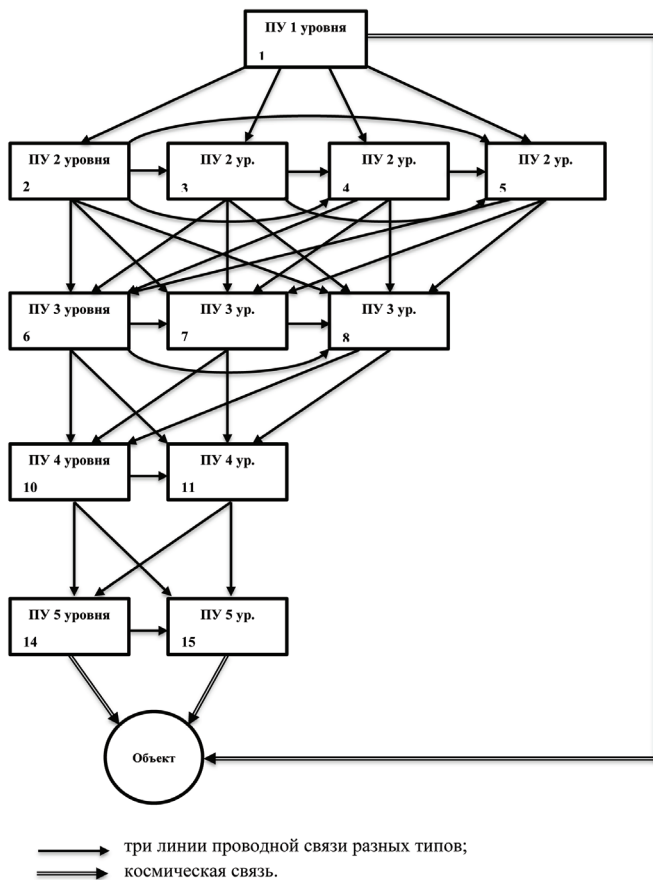 ПУ 1 уровня
1
ПУ 2 уровня
2
ПУ 2 ур.
3
ПУ 2 ур.
4
ПУ 2 ур.
5
ПУ 3 уровня
6
ПУ 3 ур.
7
ПУ 3 ур.
8
ПУ 4 уровня
10
ПУ 4 ур.
11
ПУ 5 уровня
14
ПУ 5 ур.
15
Объект
три линии проводной связи разных типов;
космическая связь.